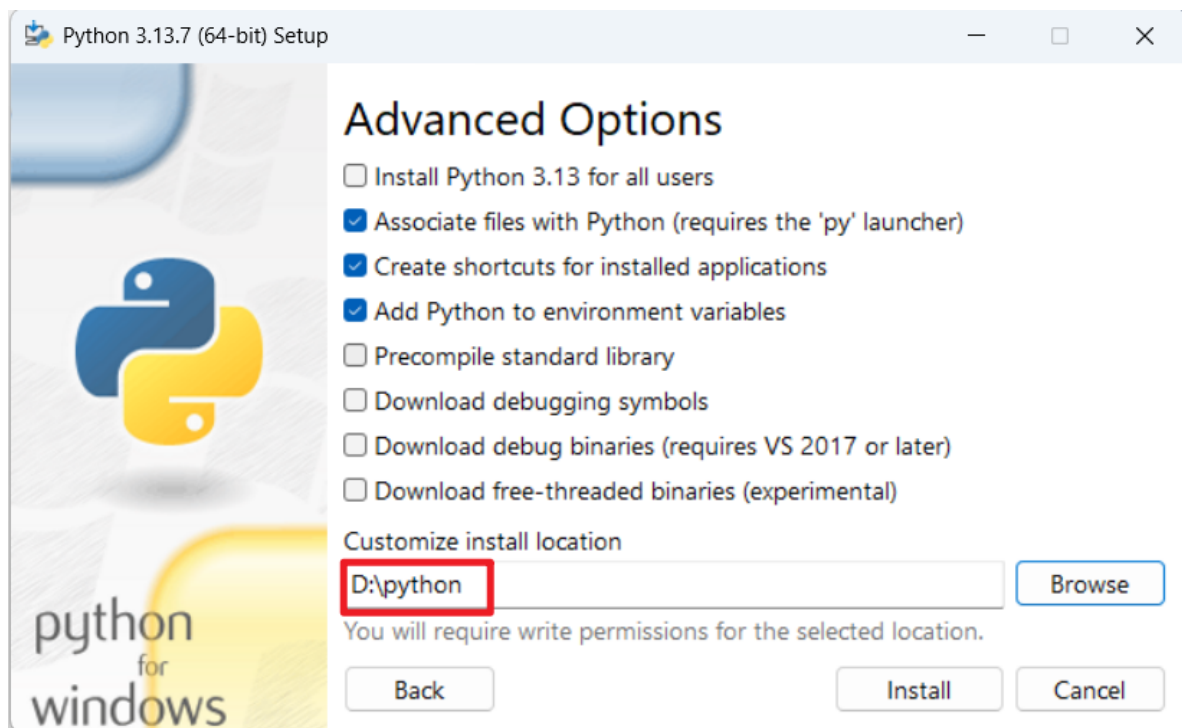 Python 3.13.7 (64-bit) Setup
Advanced Options
Install Python 3.13 for all users
Associate files with Python (requires the 'py' launcher)
Create shortcuts for installed applications
Add Python to environment variables
Precompile standard library
Download debugging symbols
Download debug binaries (requires VS 2017 or later)
Download free-threaded binaries (experimental)
Customize install location
D:\python
Browse
You will require write permissions for the selected location.
python
for
windows
Back
Install
Cancel